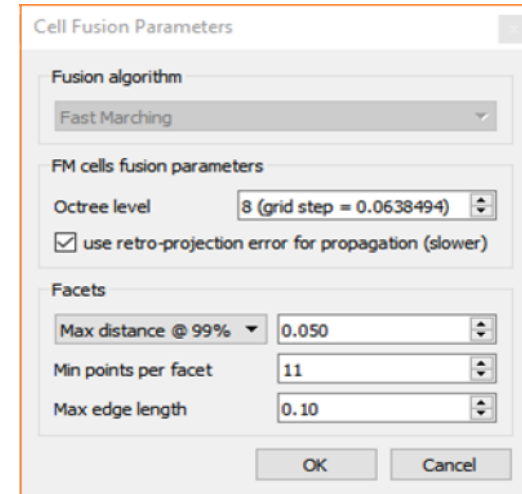 Cell Fusion Parameters
Fusion algorithm
Fast Marching
FM cells fusion parameters
Octree level 8 (grid step = 0.0638494)
use retro-projection error for propagation (slower)
Facets
Max distance @ 99% 0.050
Min points per facet 11
Max edge length 0.10
OK Cancel